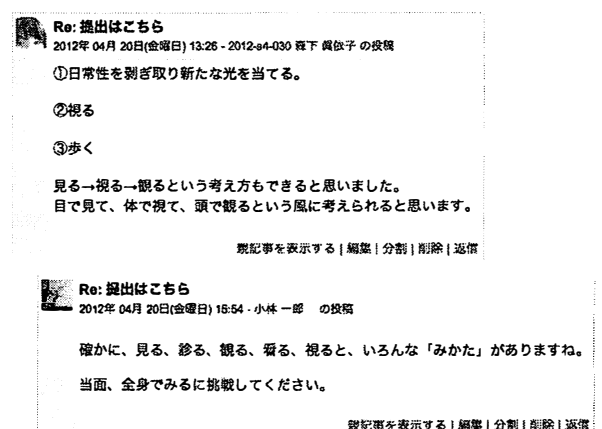 Re: 提出はこちら
2012年 04月 20日(金曜日) 13:26 - 2012-a4-030 森下 眞依子 の投稿
①日常性を剥ぎ取り新たな光を当てる。
②視る
③歩く
見る→視る→観るという考え方もできると思いました。
目で見て、体で視て、頭で観るという風に考えられると思います。
親記事を表示する | 編集 | 分割 | 削除 | 返信
Re: 提出はこちら
2012年 04月 20日(金曜日) 15:54 - 小林 一郎 の投稿
確かに、見る、診る、観る、看る、視ると、いろんな「みかた」がありますね。
当面、全身でみるに挑戦してください。
親記事を表示する | 編集 | 分割 | 削除 | 返信